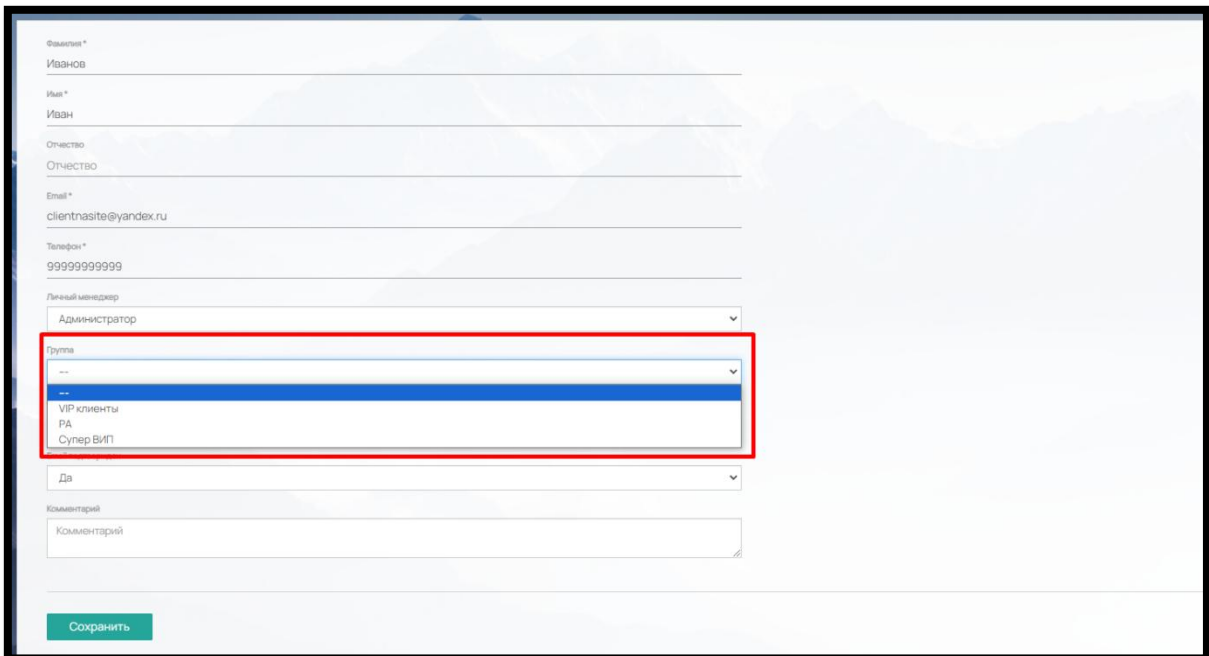 Фамилия *
Иванов
Имя *
Иван
Отчество
Отчество
Email *
clientnasite@yandex.ru
Телефон *
99999999999
Личный менеджер
Администратор
Группа
---
---
VIP клиенты
РА
Супер ВИП
Да
Комментарий
Комментарий
Сохранить